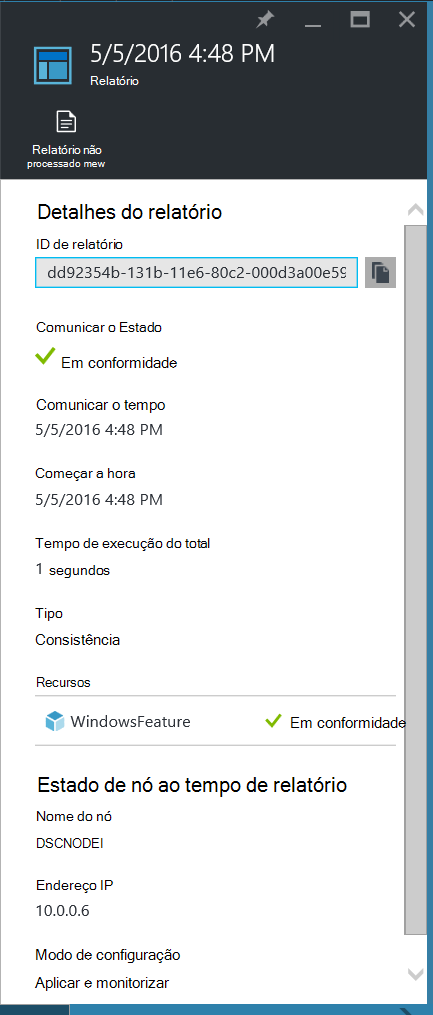 5/5/2016 4:48 PM
Relatório
Relatório não
processado mew
Detalhes do relatório
ID de relatório
dd92354b-131b-11e6-80c2-000d3a00e59
Comunicar o Estado
Em conformidade
Comunicar o tempo
5/5/2016 4:48 PM
Começar a hora
5/5/2016 4:48 PM
Tempo de execução do total
1 segundos
Tipo
Consistência
Recursos
WindowsFeature Em conformidade
Estado de nó ao tempo de relatório
Nome do nó
DSCNODEI
Endereço IP
10.0.0.6
Modo de configuração
Aplicar e monitorizar